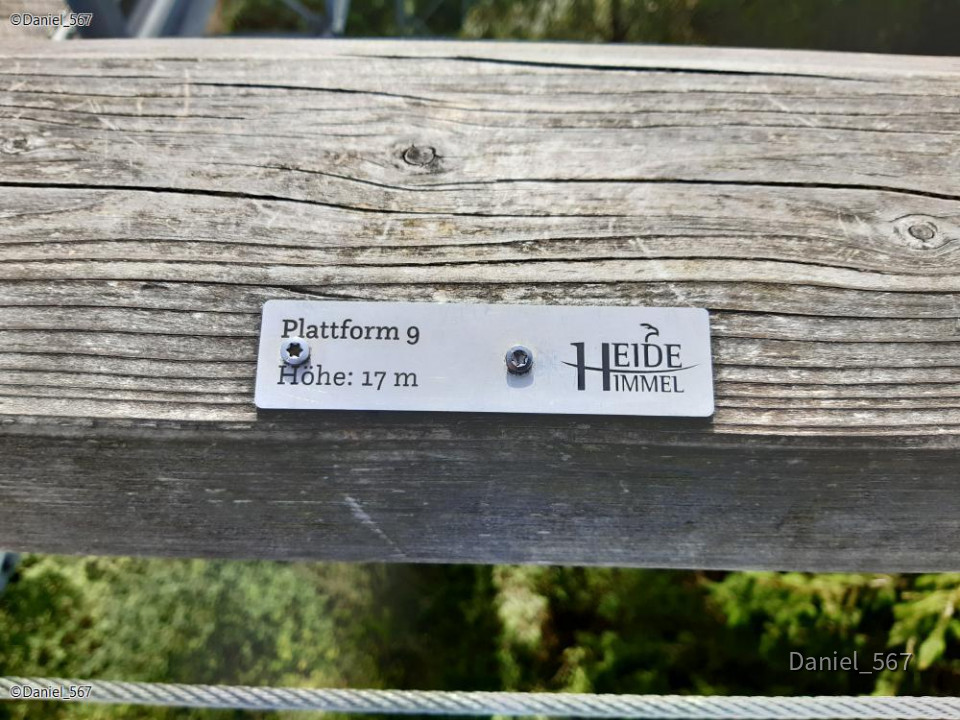 ©Daniel_567
Plattform 9
Höhe: 17 m
HEIDE
HIMMEL
Daniel_567
©Daniel_567